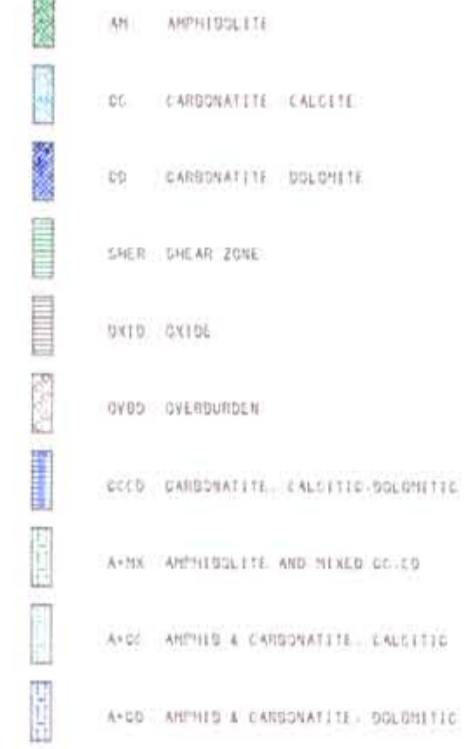 AM AMPHIBOLITE
CC CARBONATITE CALCITE
CD CARBONATITE DOLOMITE
SHER SHEAR ZONE
OXID OXIDE
OVBD OVERBURDEN
CCCD CARBONATITE, CALCITIC-DOLOMITIC
A+MX AMPHIBOLITE AND MIXED CC,CD
A+CC AMPHIB & CARBONATITE, CALCITIC
A+CD AMPHIB & CARBONATITE, DOLOMITIC